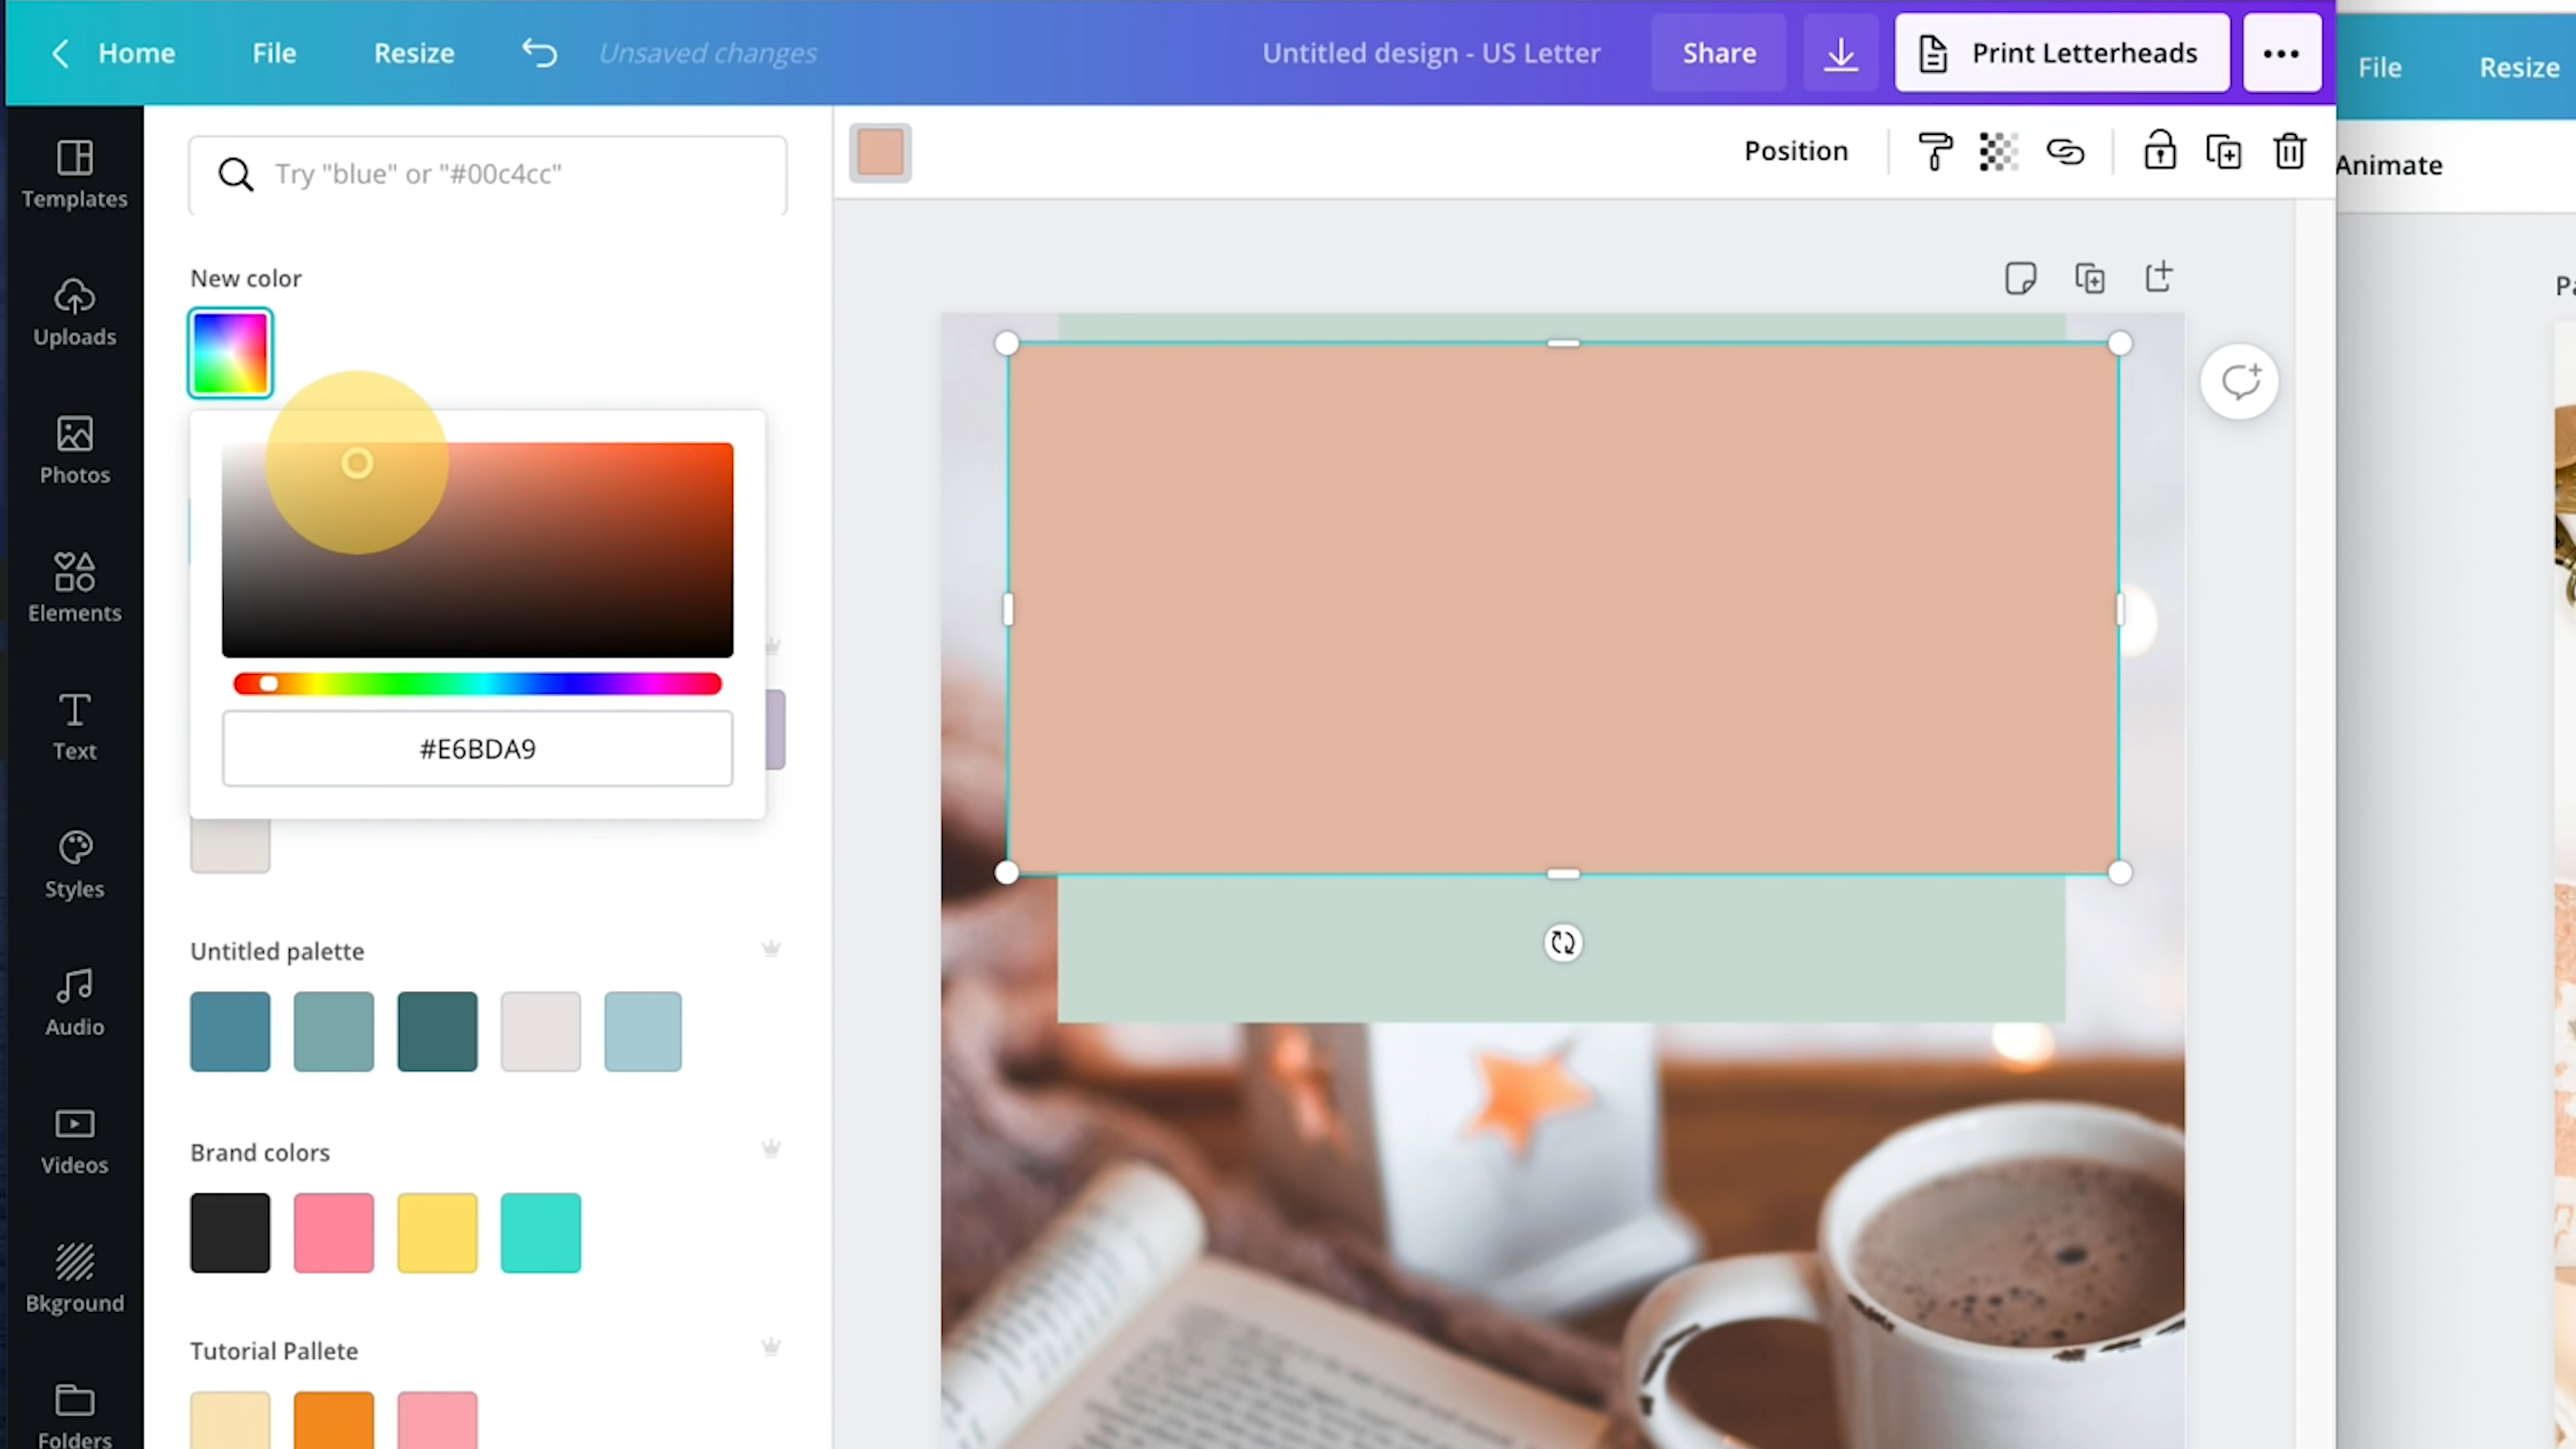 Home
File
Resize
Unsaved changes
Untitled design - US Letter
Share
Print Letterheads
File
Resize
Templates
Uploads
Photos
Elements
Text
Styles
Audio
Videos
Bkground
Folders
Try "blue" or "#00c4cc"
New color
#E6BDA9
Untitled palette
Brand colors
Tutorial Pallete
Position
Animate